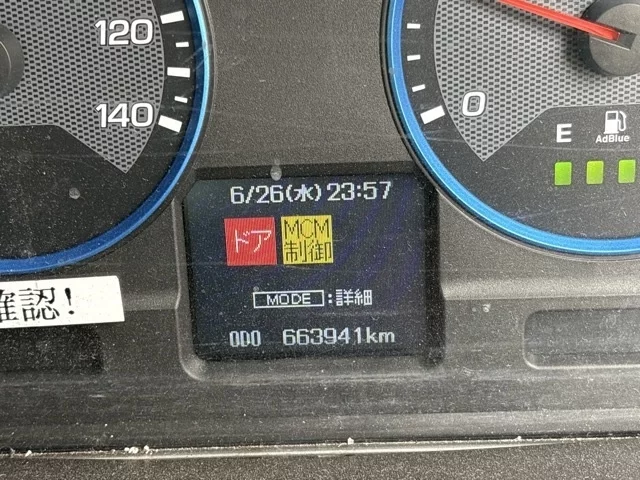 120
140
0
E
AdBlue
6/26(水) 23:57
ドア
MCM
制御
確認!
MODE :詳細
ODO 663941km